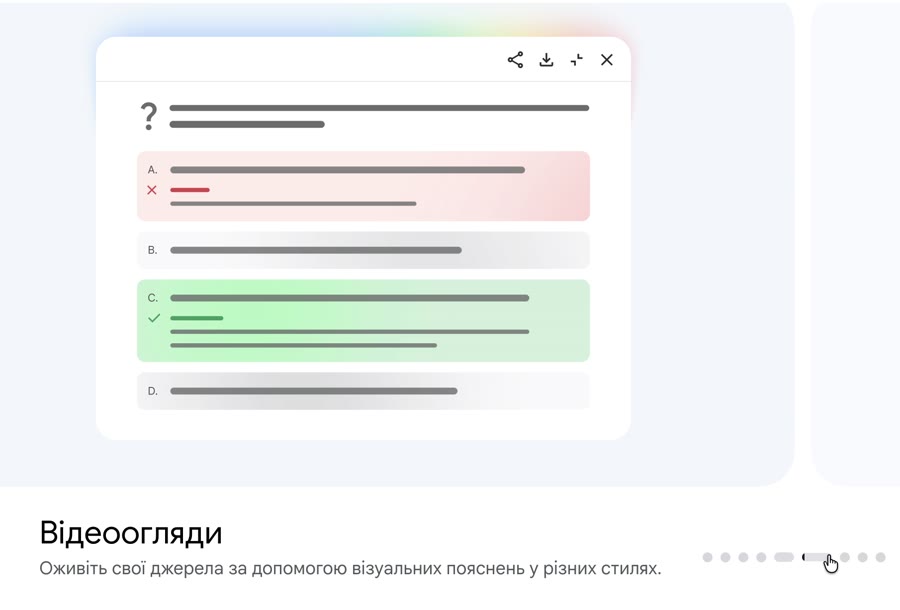 ?
A.
B.
C.
D.
Відеоогляди
Оживіть свої джерела за допомогою візуальних пояснень у різних стилях.